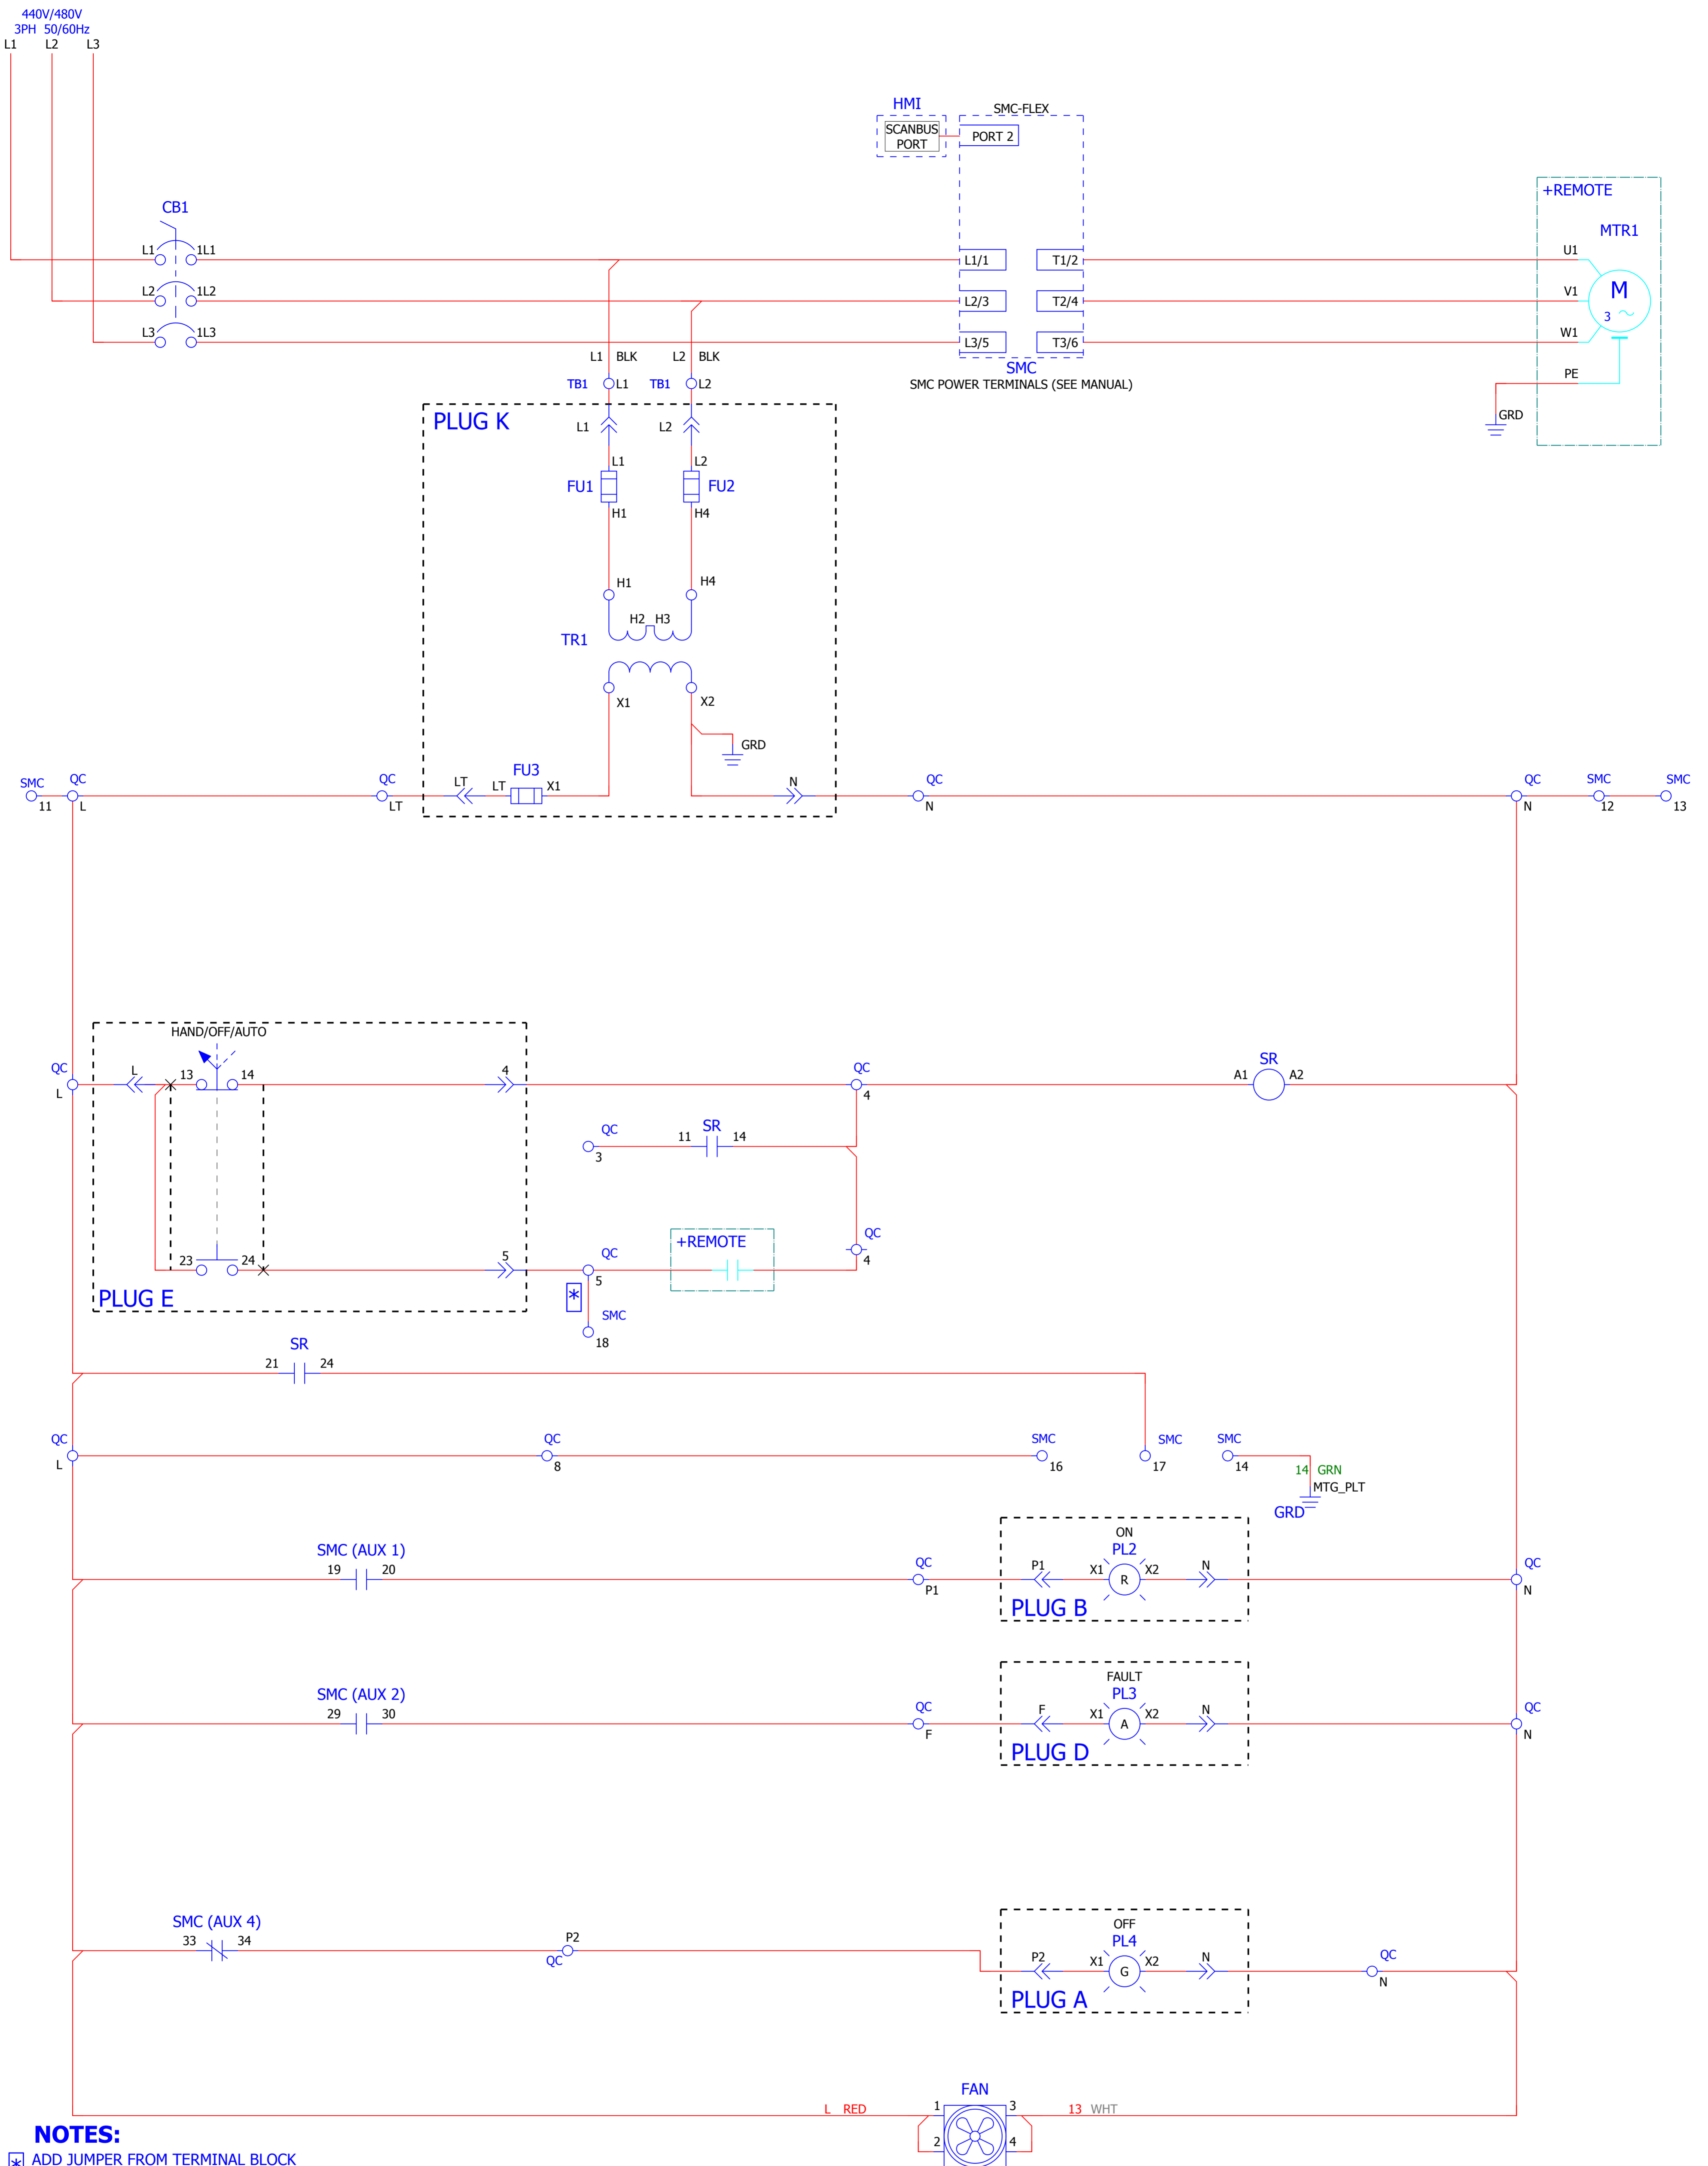 440V/480V
3PH 50/60Hz
L1 L2 L3
HMI
SCANBUS
PORT
SMC-FLEX
PORT 2
+REMOTE
MTR1
CB1
L1 1L1
L1/1 T1/2
U1
L2 1L2
L2/3 T2/4
V1
M
3
L3 1L3
L3/5 T3/6
W1
SMC
SMC POWER TERMINALS (SEE MANUAL)
PE
GRD
L1 BLK L2 BLK
TB1 L1 TB1 L2
PLUG K
L1 L2
L1 L2
FU1 FU2
H1 H4
H1 H4
H2 H3
TR1
X1 X2
GRD
SMC
11
QC
L
QC
LT
LT
LT
FU3
X1
N
QC
N
QC
N
SMC
12
SMC
13
HAND/OFF/AUTO
QC
L
L
13 14
4
QC
4
SR
A1 A2
QC
3
SR
11 14
+REMOTE
QC
4
23 24
5
QC
5
PLUG E
*
SMC
18
SR
21 24
QC
L
QC
8
SMC
16
SMC
17
SMC
14
14 GRN
MTG_PLT
GRD
SMC (AUX 1)
19 20
QC
P1
ON
PL2
P1
X1 R X2
N
PLUG B
QC
N
SMC (AUX 2)
29 30
QC
F
FAULT
PL3
F
X1 A X2
N
PLUG D
QC
N
SMC (AUX 4)
33 34
P2
QC
OFF
PL4
P2
X1 G X2
N
PLUG A
QC
N
FAN
L RED
1 3
13 WHT
2 4
NOTES:
* ADD JUMPER FROM TERMINAL BLOCK